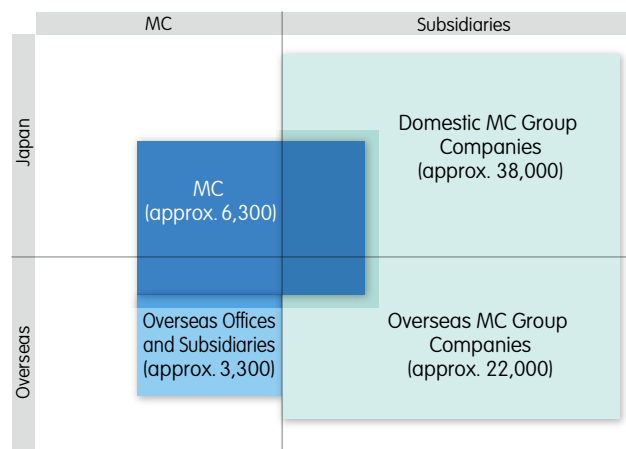 MC
Subsidiaries
Japan
Domestic MC Group
Companies
(approx. 38,000)
MC
(approx. 6,300)
Overseas
Overseas Offices
and Subsidiaries
(approx. 3,300)
Overseas MC Group
Companies
(approx. 22,000)